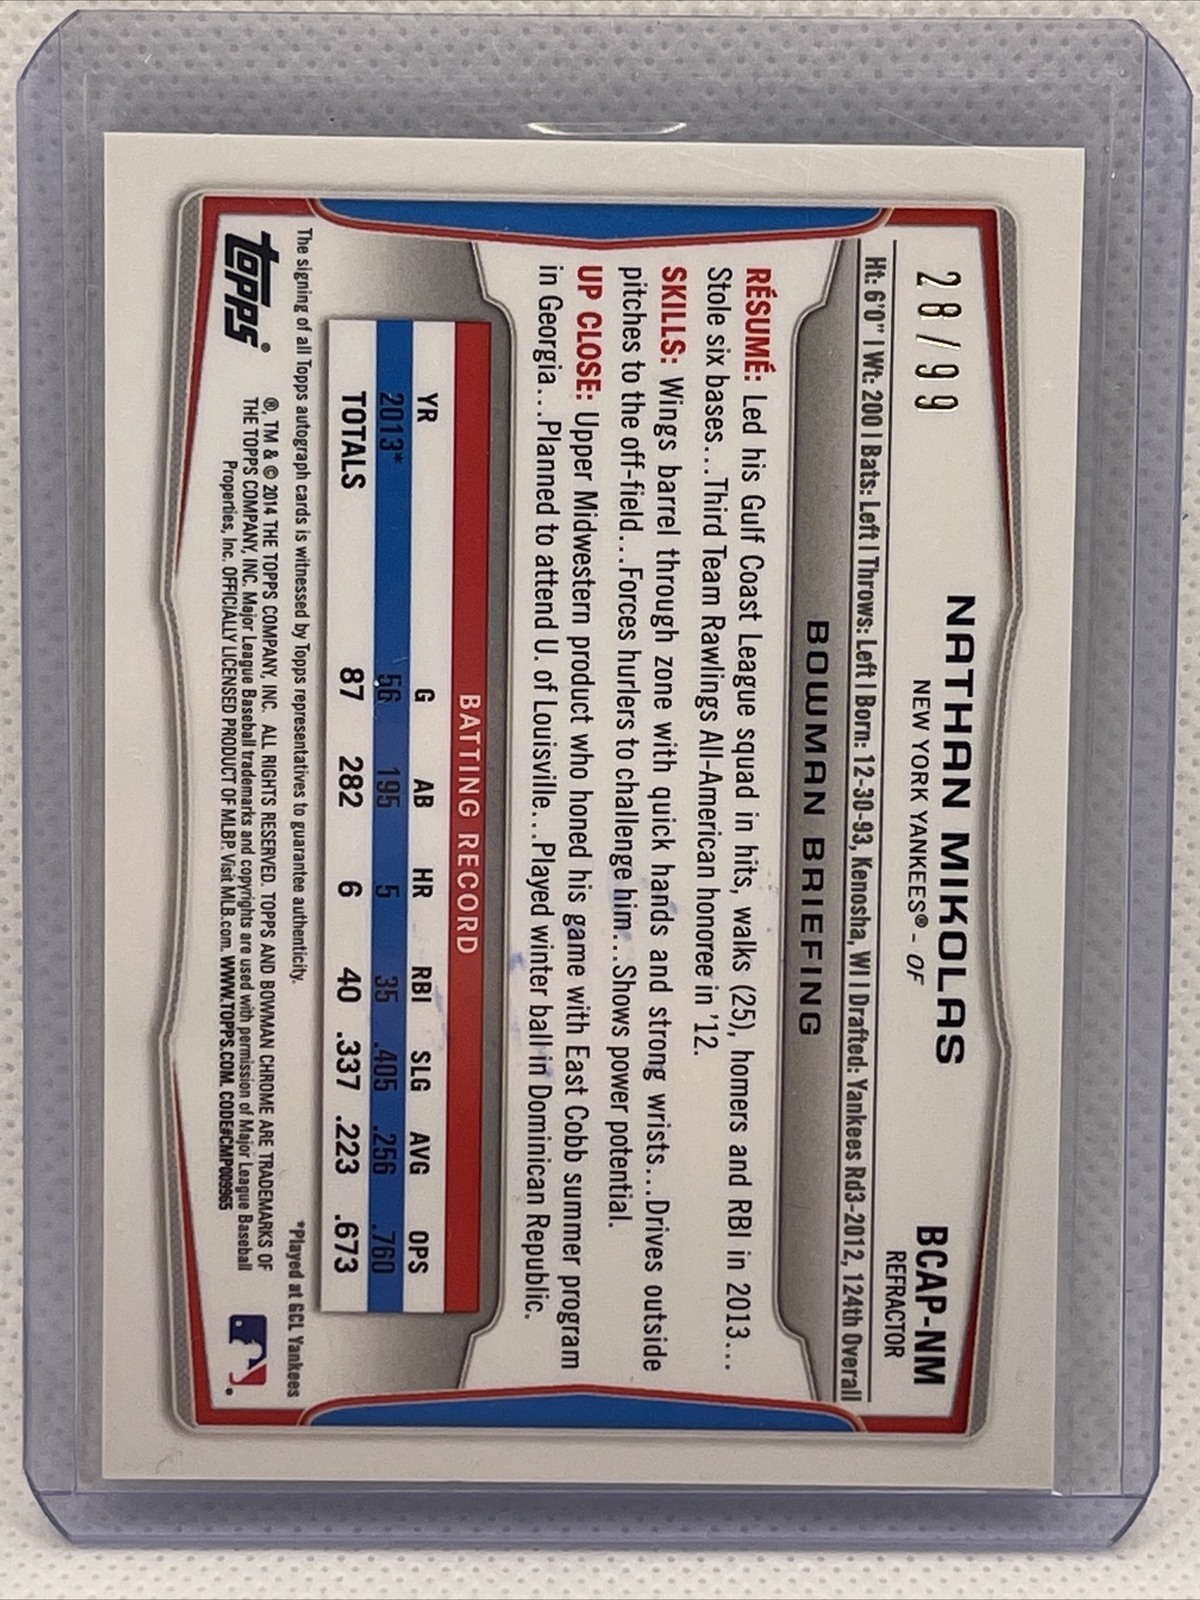 28/99
NATHAN MIKOLAS
BCAP-NM
NEW YORK YANKEES® - OF
REFRACTOR
Ht: 6'0" | Wt: 200 | Bats: Left | Throws: Left | Born: 12-30-93, Kenosha, WI | Drafted: Yankees Rd3-2012, 124th Overall
BOWMAN BRIEFING
RÉSUMÉ: Led his Gulf Coast League squad in hits, walks (25), homers and RBI in 2013...
Stole six bases...Third Team Rawlings All-American honoree in '12.
SKILLS: Wings barrel through zone with quick hands and strong wrists...Drives outside
pitches to the off-field...Forces hurlers to challenge him...Shows power potential.
UP CLOSE: Upper Midwestern product who honed his game with East Cobb summer program
in Georgia...Planned to attend U. of Louisville...Played winter ball in Dominican Republic.
BATTING RECORD
YR G AB HR RBI SLG AVG OPS
2013* 56 195 5 35 .405 .256 .760
TOTALS 87 282 6 40 .337 .223 .673
*Played at GCL Yankees
The signing of all Topps autograph cards is witnessed by Topps representatives to guarantee authenticity.
topps®
®, TM & © 2014 THE TOPPS COMPANY, INC. ALL RIGHTS RESERVED. TOPPS AND BOWMAN CHROME ARE TRADEMARKS OF
THE TOPPS COMPANY, INC. Major League Baseball trademarks and copyrights are used with permission of Major League Baseball
Properties, Inc. OFFICIALLY LICENSED PRODUCT OF MLBP. Visit MLB.com. WWW.TOPPS.COM. CODE#CMP009965